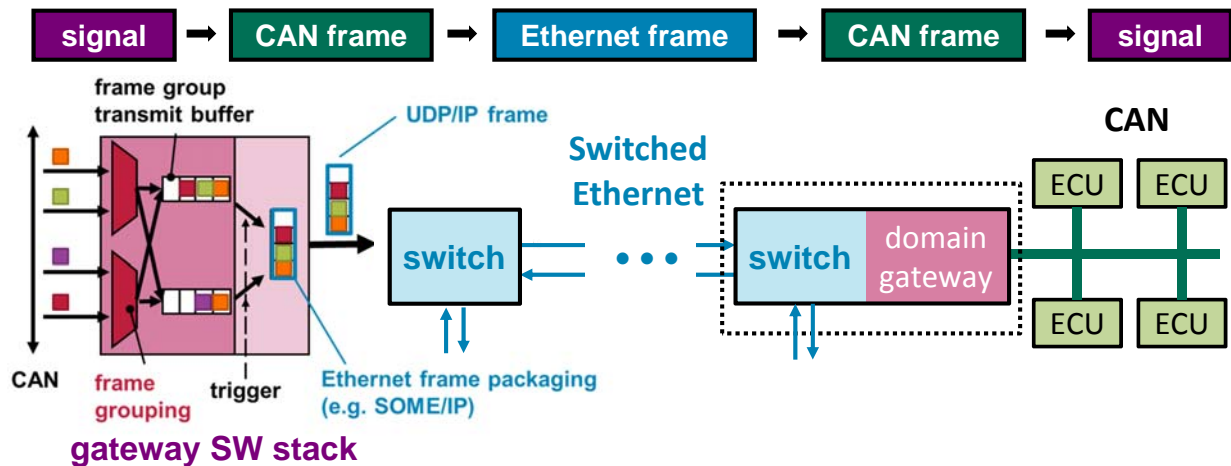 signal
CAN frame
Ethernet frame
CAN frame
signal
frame group
transmit buffer
UDP/IP frame
CAN
Switched
Ethernet
ECU
ECU
switch
•••
switch
domain
gateway
ECU
ECU
CAN
frame
grouping
trigger
Ethernet frame packaging
(e.g. SOME/IP)
gateway SW stack